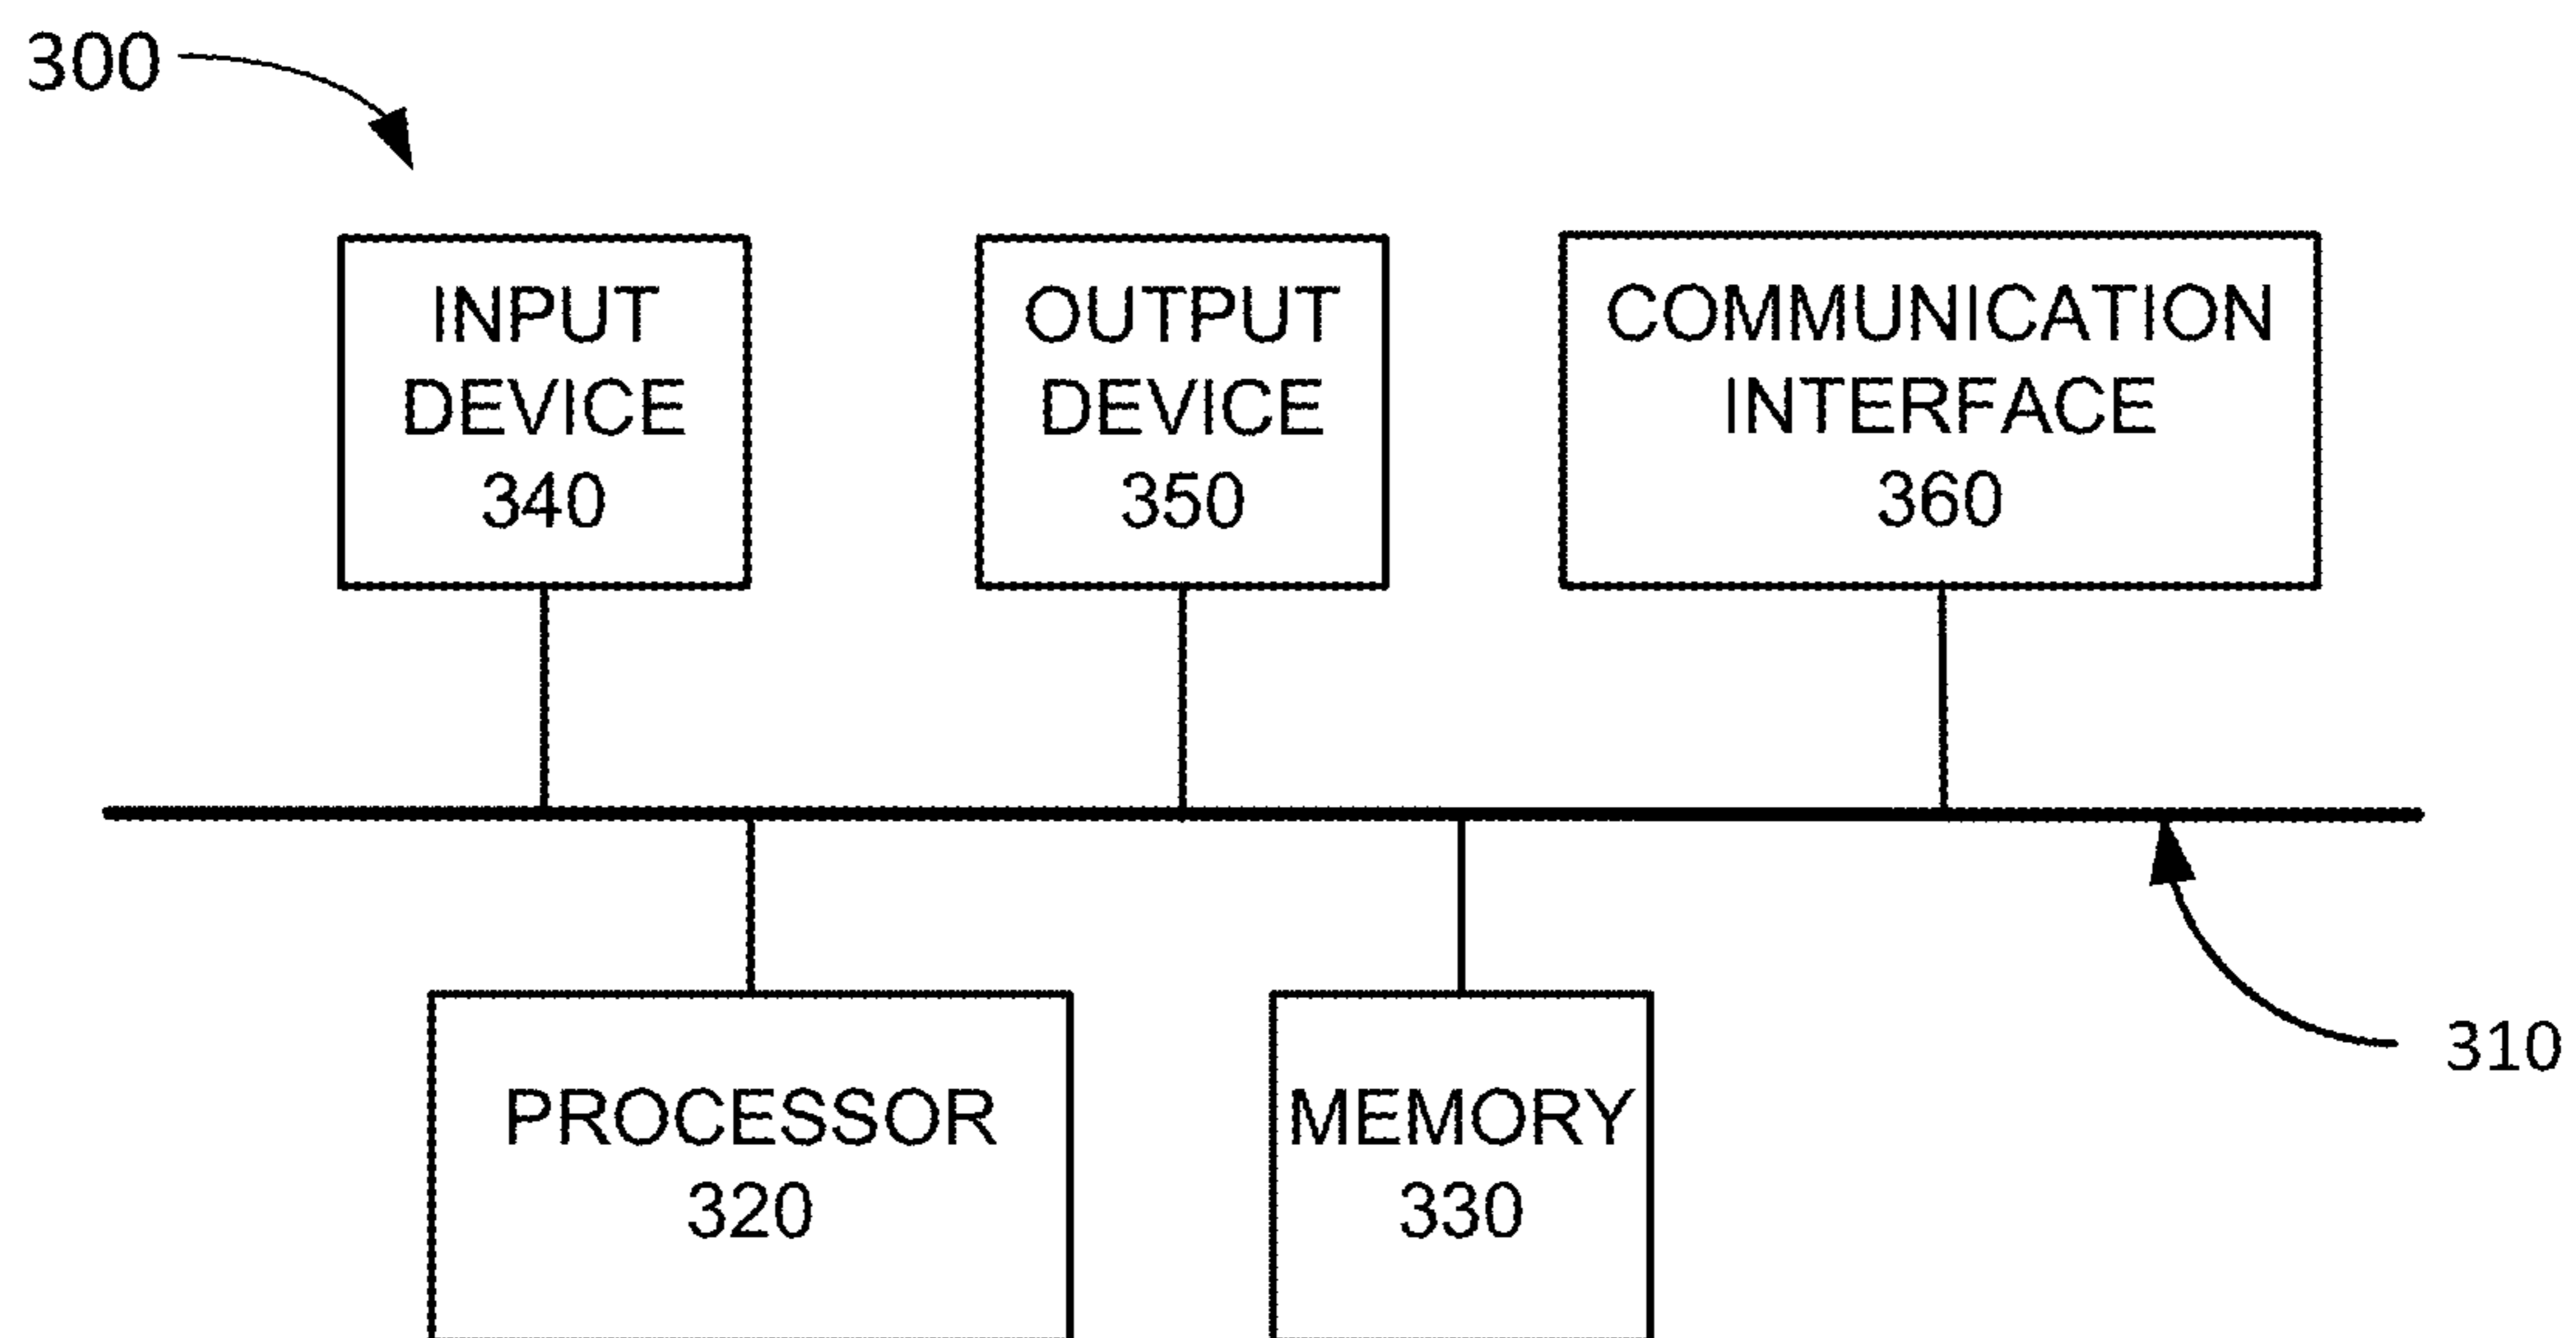 300
INPUT
DEVICE
340
OUTPUT
DEVICE
350
COMMUNICATION
INTERFACE
360
310
PROCESSOR
320
MEMORY
330